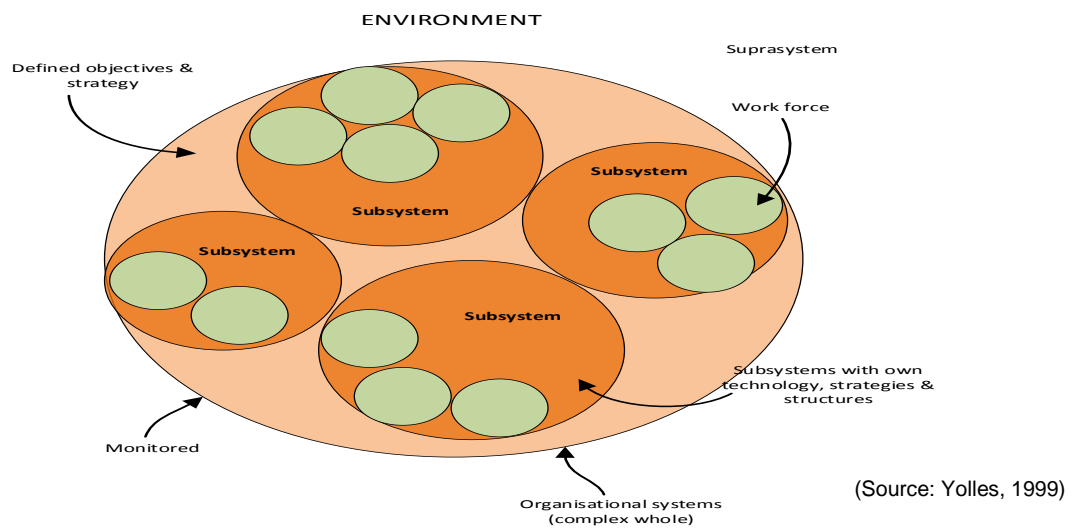 ENVIRONMENT
Suprasystem
Defined objectives &
strategy
Work force
Subsystem
Subsystem
Subsystem
Subsystem
Subsystems with own
technology, strategies &
structures
Monitored
Organisational systems
(complex whole)
(Source: Yolles, 1999)